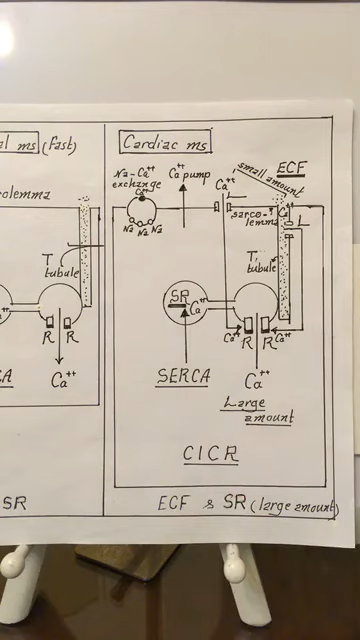 al ms (Fast)
olemma
T
tubule
R R
Ca++
SR
Cardiac ms
Na-Ca++
exchange
Ca++
Na Na Na
Ca++ pump
Ca++
L
small amount
ECF
sarco-
lemma
L
T.
tubule
SR
Ca++
R R
Ca++ Ca++
SERCA
Ca++
Large
amount
CICR
ECF & SR (large amount)